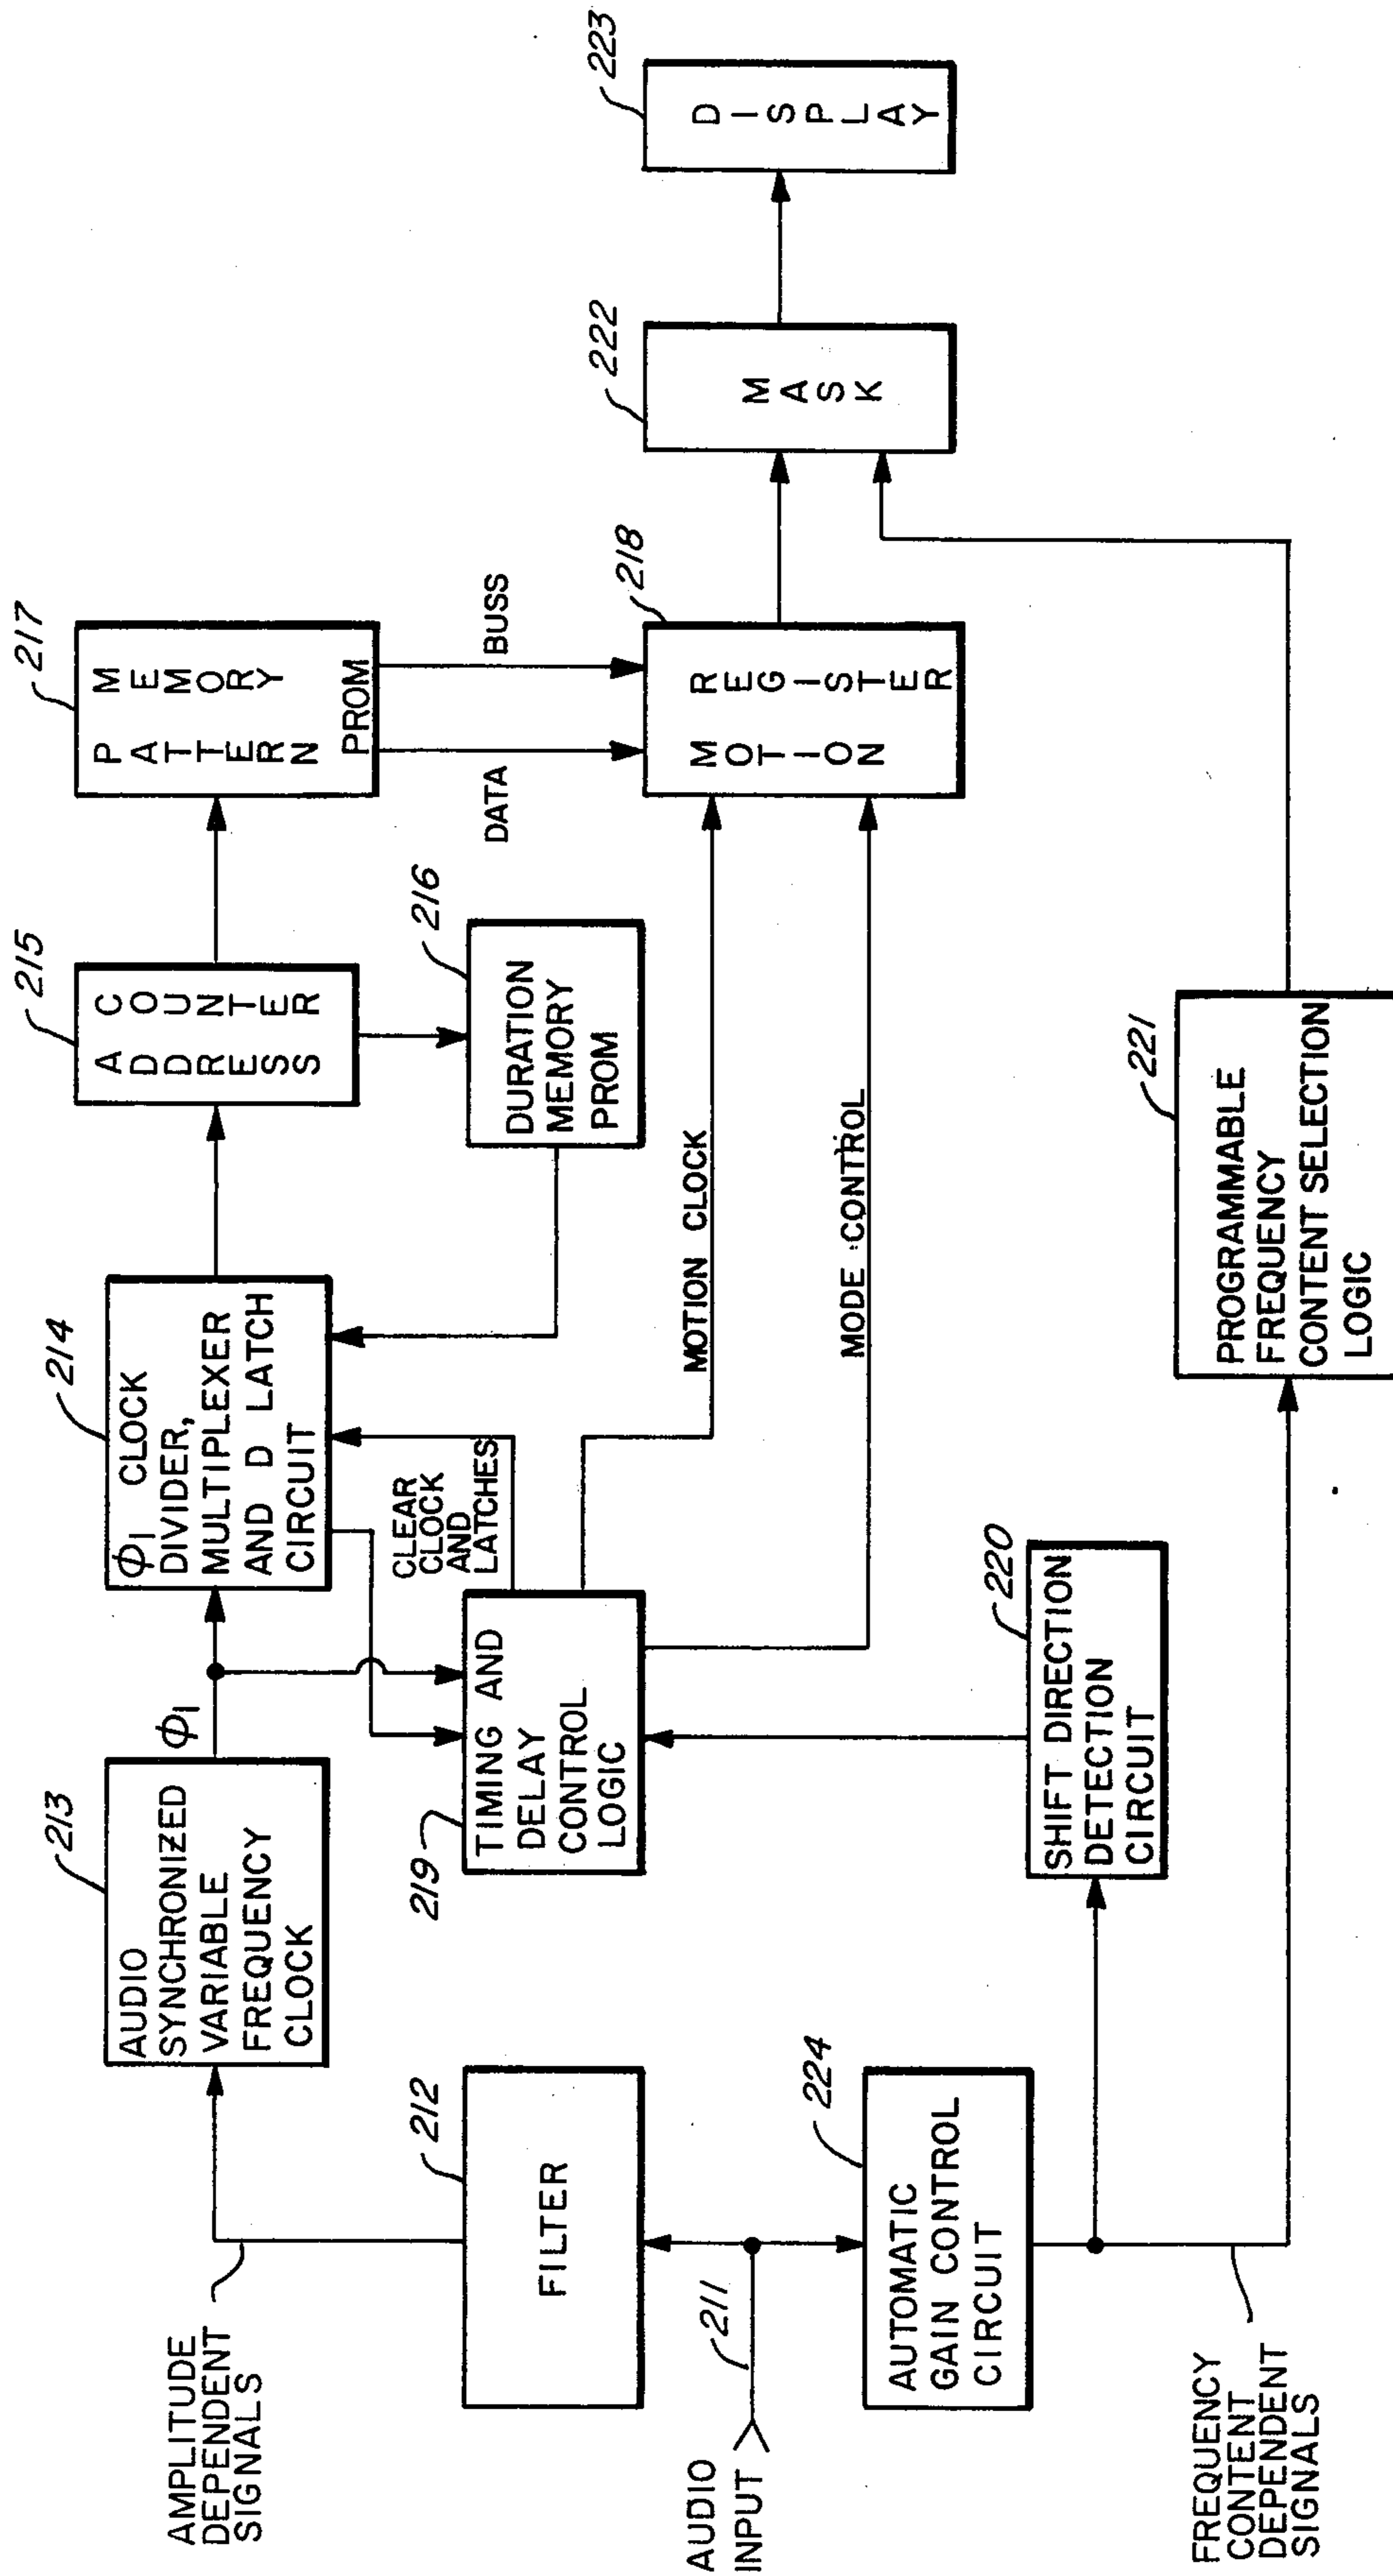 AMPLITUDE
DEPENDENT
SIGNALS
213
AUDIO
SYNCHRONIZED
VARIABLE
FREQUENCY
CLOCK
ϕ1
214
ϕ1 CLOCK
DIVIDER,
MULTIPLEXER
AND D LATCH
CIRCUIT
215
ADDRESS
COUNTER
217
PATTERN
MEMORY
PROM
212
FILTER
219
TIMING AND
DELAY
CONTROL
LOGIC
CLEAR
CLOCK
AND
LATCHES
216
DURATION
MEMORY
PROM
DATA
BUSS
AUDIO
INPUT
211
MOTION CLOCK
MODE CONTROL
218
MOTION
REGISTER
222
MASK
223
DISPLAY
224
AUTOMATIC
GAIN CONTROL
CIRCUIT
220
SHIFT DIRECTION
DETECTION
CIRCUIT
221
PROGRAMMABLE
FREQUENCY
CONTENT SELECTION
LOGIC
FREQUENCY
CONTENT
DEPENDENT
SIGNALS